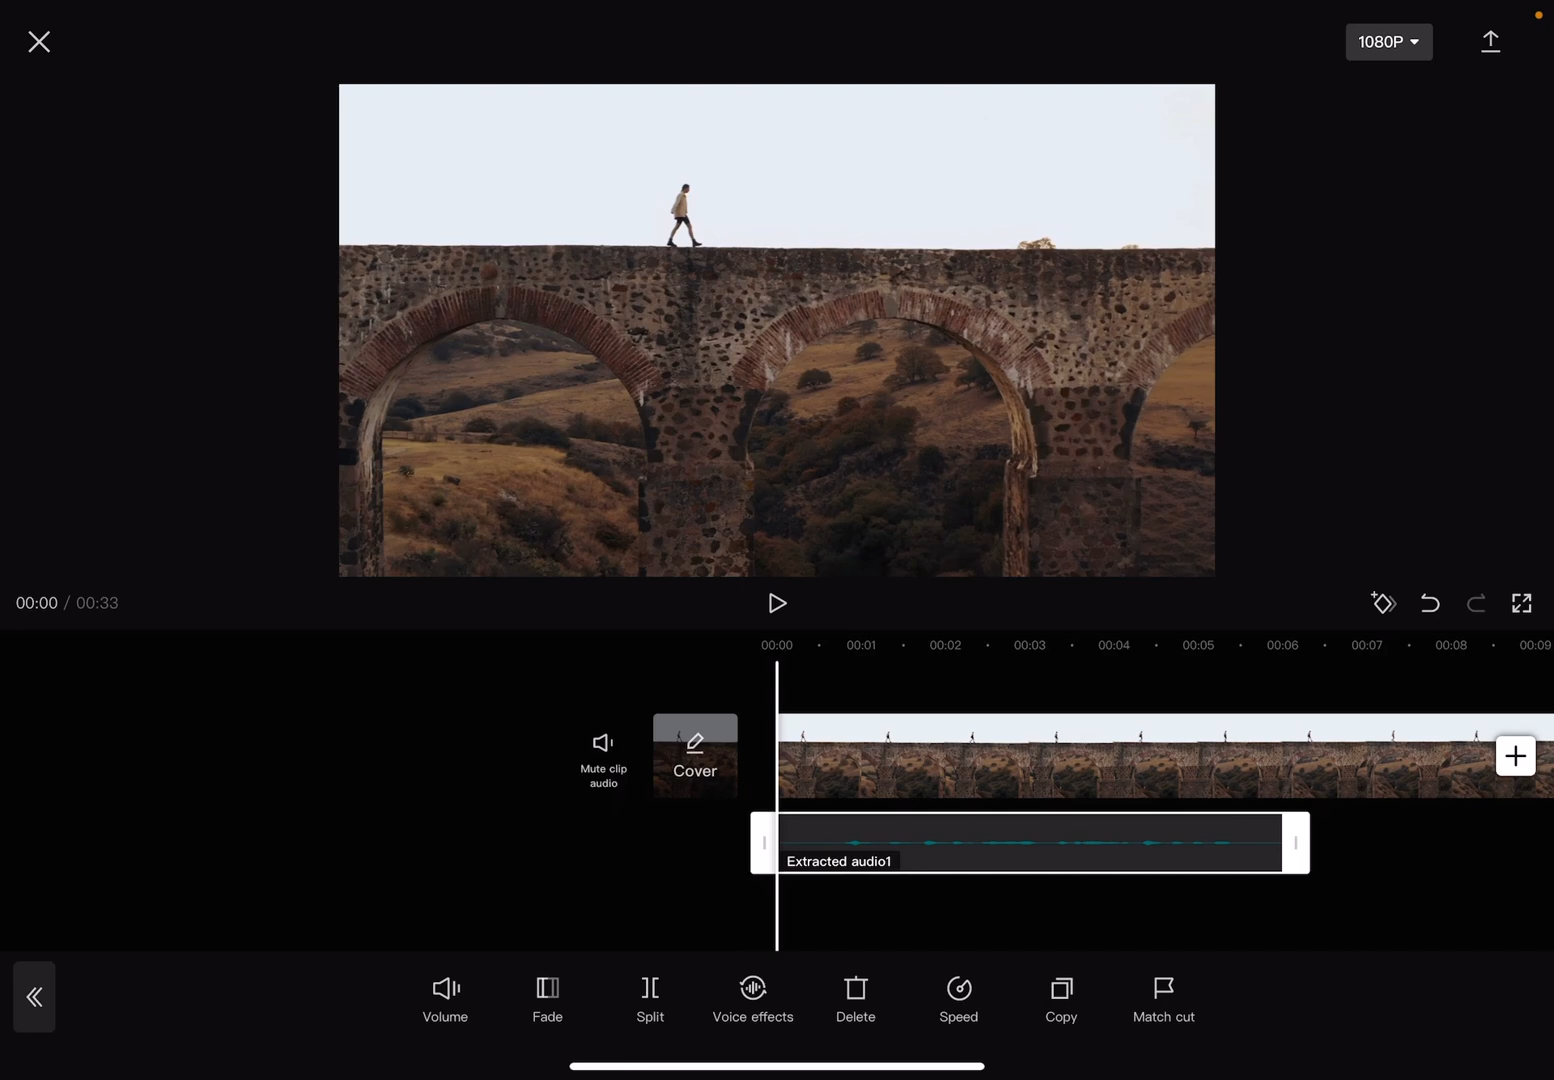 1080P
00:00 / 00:33
00:00 00:01 00:02 00:03 00:04 00:05 00:06 00:07 00:08 00:09
Mute clip
audio
Cover
Extracted audio1
Volume Fade Split Voice effects Delete Speed Copy Match cut